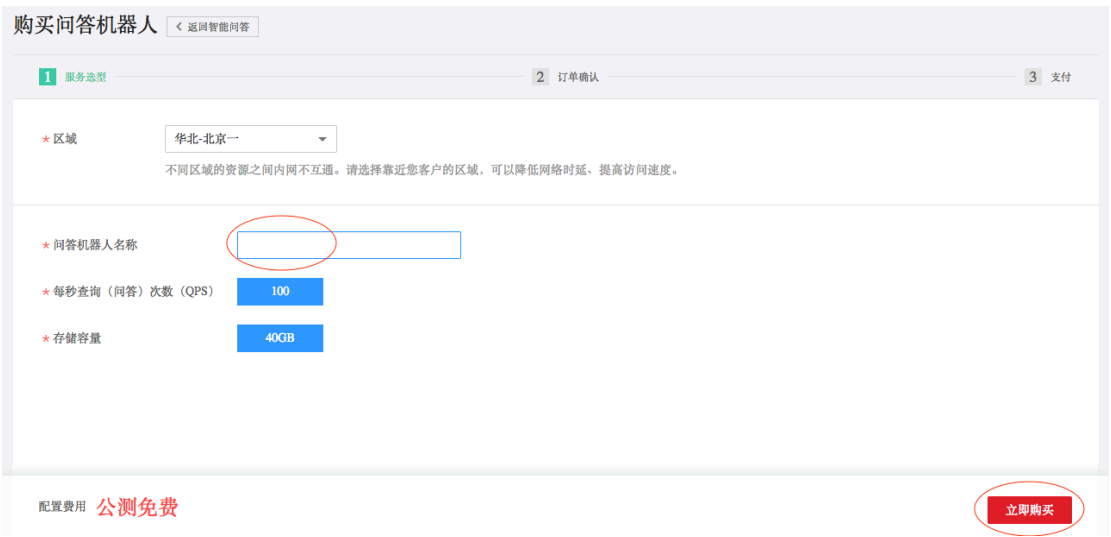 购买问答机器人 < 返回智能问答
1 服务选型 2 订单确认 3 支付
* 区域 华北-北京一
不同区域的资源之间内网不互通。请选择靠近您客户的区域，可以降低网络时延、提高访问速度。
* 问答机器人名称
* 每秒查询（问答）次数（QPS） 100
* 存储容量 40GB
配置费用 公测免费 立即购买